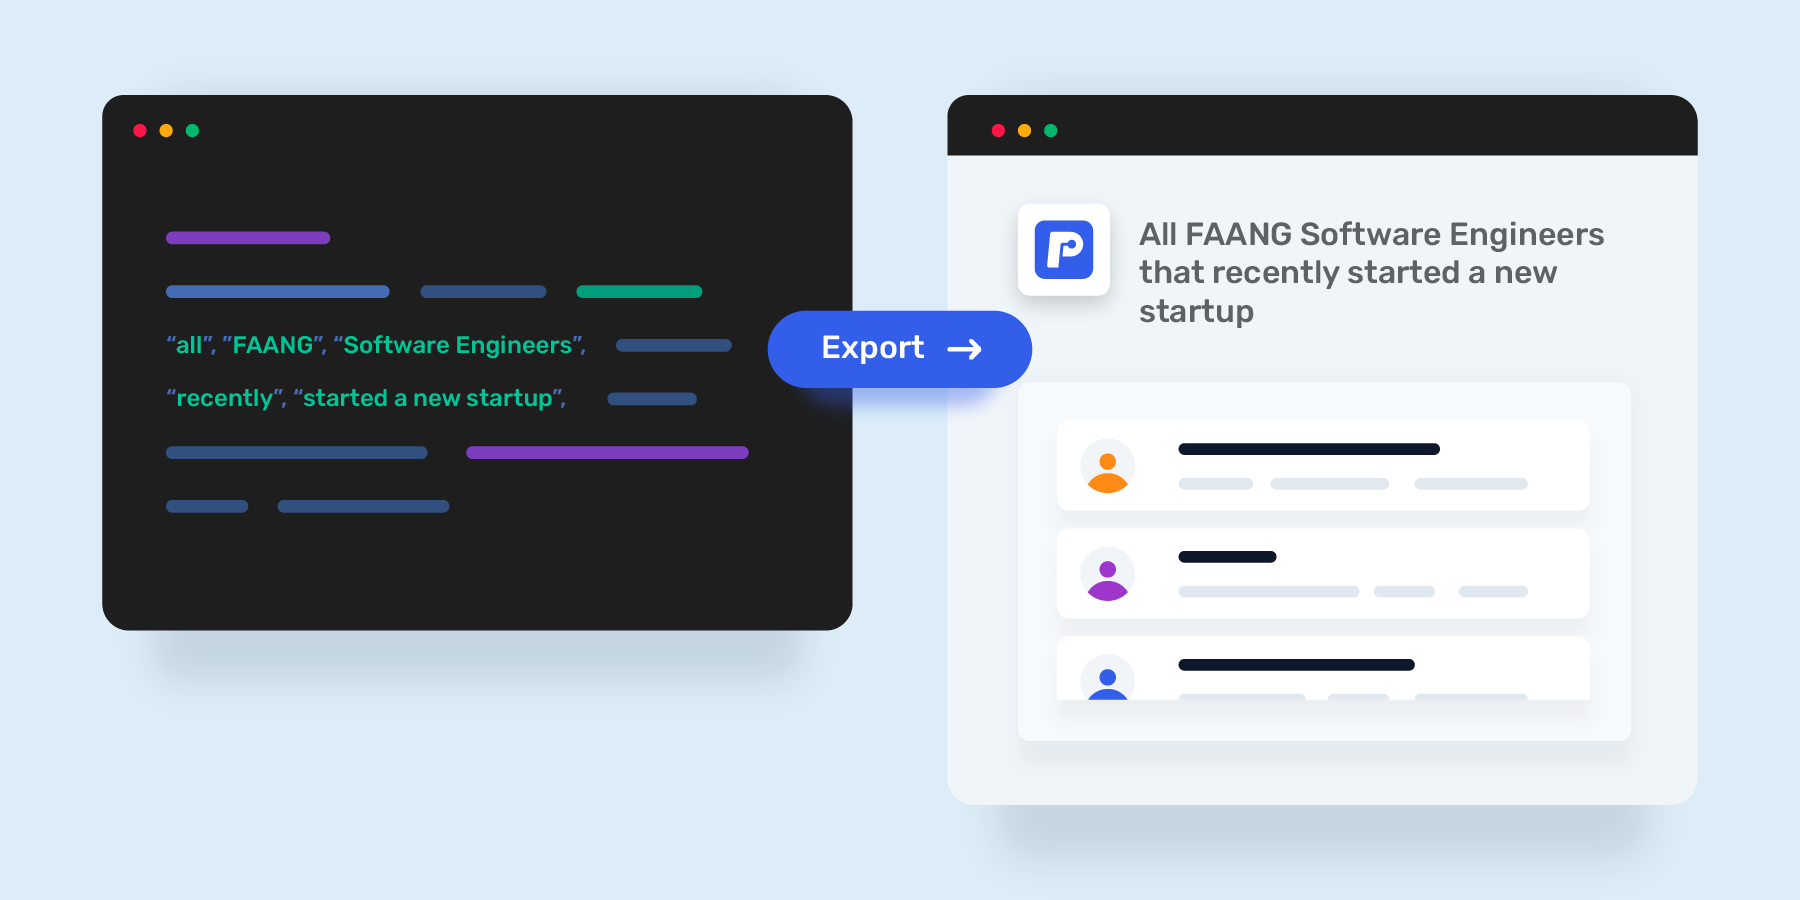 “all”, ”FAANG”, “Software Engineers”,
“recently”, “started a new startup”,
Export →
All FAANG Software Engineers
that recently started a new
startup